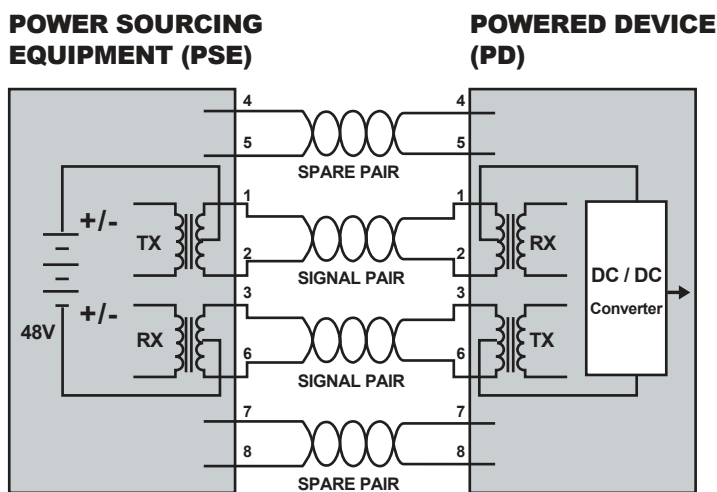 POWER SOURCING
EQUIPMENT (PSE)
POWERED DEVICE
(PD)
4
4
5
5
SPARE PAIR
1
1
+/-
TX
RX
2
2
SIGNAL PAIR
DC / DC
Converter
3
3
+/-
48V
RX
TX
6
6
SIGNAL PAIR
7
7
8
8
SPARE PAIR